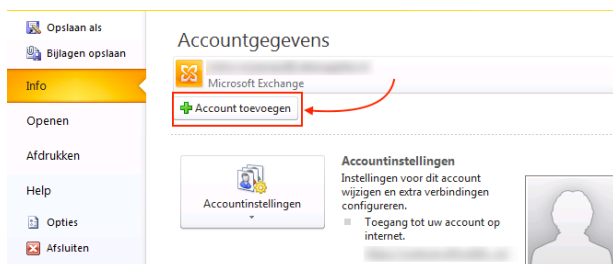 Opslaan als
Bijlagen opslaan
Info
Openen
Afdrukken
Help
Opties
Afsluiten
Accountgegevens
Microsoft Exchange
Account toevoegen
Accountinstellingen
Accountinstellingen
Instellingen voor dit account
wijzigen en extra verbindingen
configureren.
Toegang tot uw account op
internet.